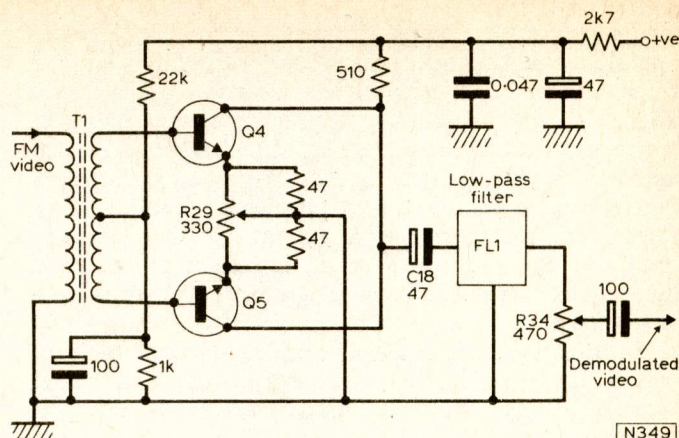 2k7
+ve
22k
510
0·047
47
T1
Q4
FM
video
47
R29
330
47
Low-pass
filter
FL1
C18
47
Q5
100
1k
R34
470
100
Demodulated
video
N349